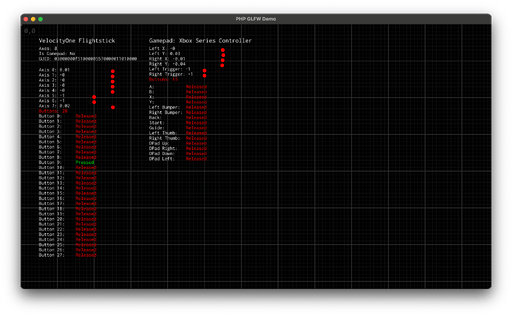 PHP GLFW Demo
VelocityOne Flightstick
Axes: 8
Is Gamepad: No
Axis 0: 0.01
Axis 1: -0
Axis 2: -0
Axis 3: -0
Axis 4: -0
Axis 5: -1
Axis 6: -1
Axis 7: 0.02
Button 0: Released
Button 1: Released
Button 2: Released
Button 3: Released
Button 4: Released
Button 5: Released
Button 6: Released
Button 7: Released
Button 8: Released
Button 9: Pressed
Button 10: Released
Button 11: Released
Button 12: Released
Button 13: Released
Button 14: Released
Button 15: Released
Button 16: Released
Button 17: Released
Button 18: Released
Button 19: Released
Button 20: Released
Button 21: Released
Button 22: Released
Button 23: Released
Button 24: Released
Button 25: Released
Button 26: Released
Button 27: Released
Gamepad: Xbox Series Controller
Left X: -0
Left Y: 0.03
Right X: -0.01
Right Y: -0.04
Left Trigger: -1
Right Trigger: -1
A: Released
B: Released
X: Released
Y: Released
Left Bumper: Released
Right Bumper: Released
Back: Released
Start: Released
Guide: Released
Left Thumb: Released
Right Thumb: Released
DPad Up: Released
DPad Right: Released
DPad Down: Released
DPad Left: Released